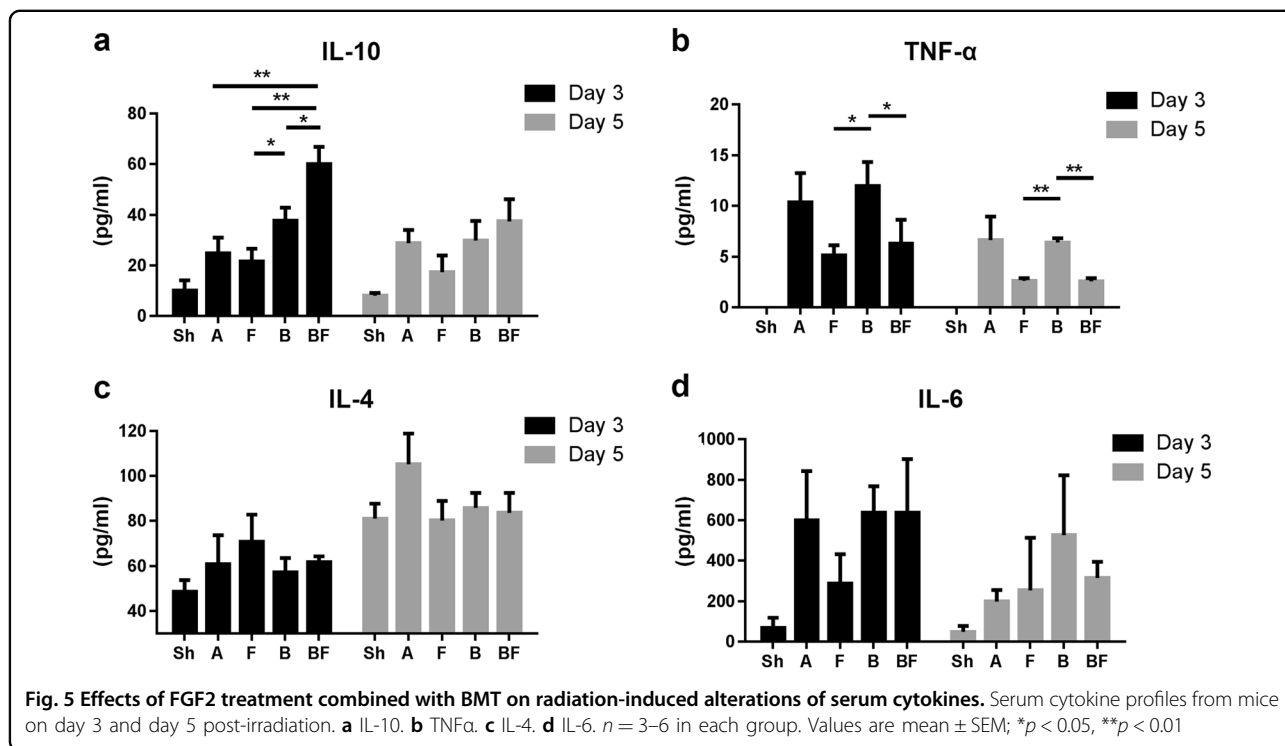 a
IL-10
(pg/ml)
80
60
40
20
0
**
**
*
*
Day 3
Day 5
Sh A F B BF Sh A F B BF
b
TNF-α
(pg/ml)
20
15
10
5
0
*
*
**
**
Day 3
Day 5
Sh A F B BF Sh A F B BF
c
IL-4
(pg/ml)
120
100
80
60
40
Day 3
Day 5
Sh A F B BF Sh A F B BF
d
IL-6
(pg/ml)
1000
800
600
400
200
0
Day 3
Day 5
Sh A F B BF Sh A F B BF
Fig. 5 Effects of FGF2 treatment combined with BMT on radiation-induced alterations of serum cytokines. Serum cytokine profiles from mice
on day 3 and day 5 post-irradiation. a IL-10. b TNFα. c IL-4. d IL-6. n = 3–6 in each group. Values are mean ± SEM; *p < 0.05, **p < 0.01